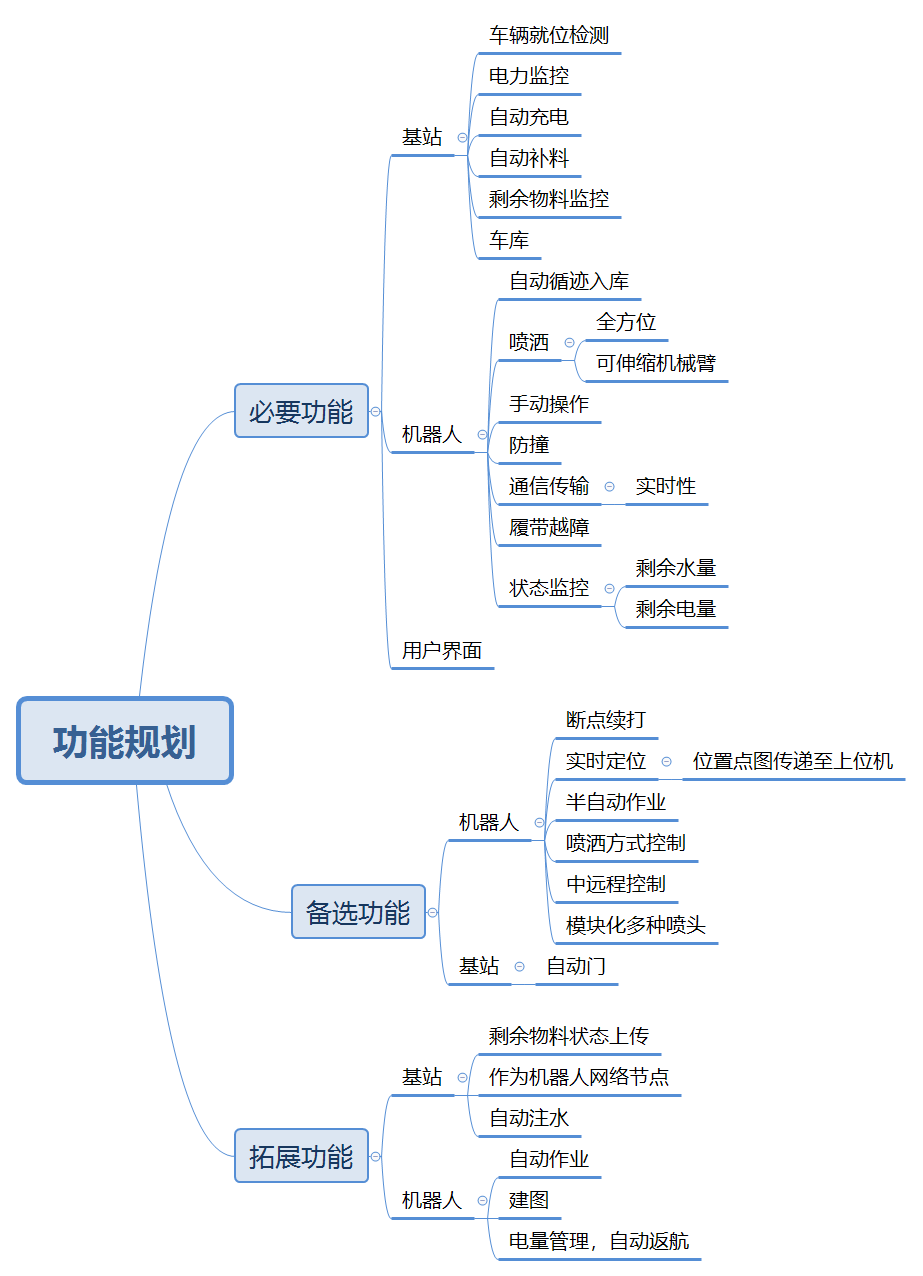 功能规划
必要功能
基站
车辆就位检测
电力监控
自动充电
自动补料
剩余物料监控
车库
机器人
自动循迹入库
喷洒
全方位
可伸缩机械臂
手动操作
防撞
通信传输
实时性
履带越障
状态监控
剩余水量
剩余电量
用户界面
备选功能
机器人
断点续打
实时定位
位置点图传递至上位机
半自动作业
喷洒方式控制
中远程控制
模块化多种喷头
基站
自动门
拓展功能
基站
剩余物料状态上传
作为机器人网络节点
自动注水
机器人
自动作业
建图
电量管理，自动返航